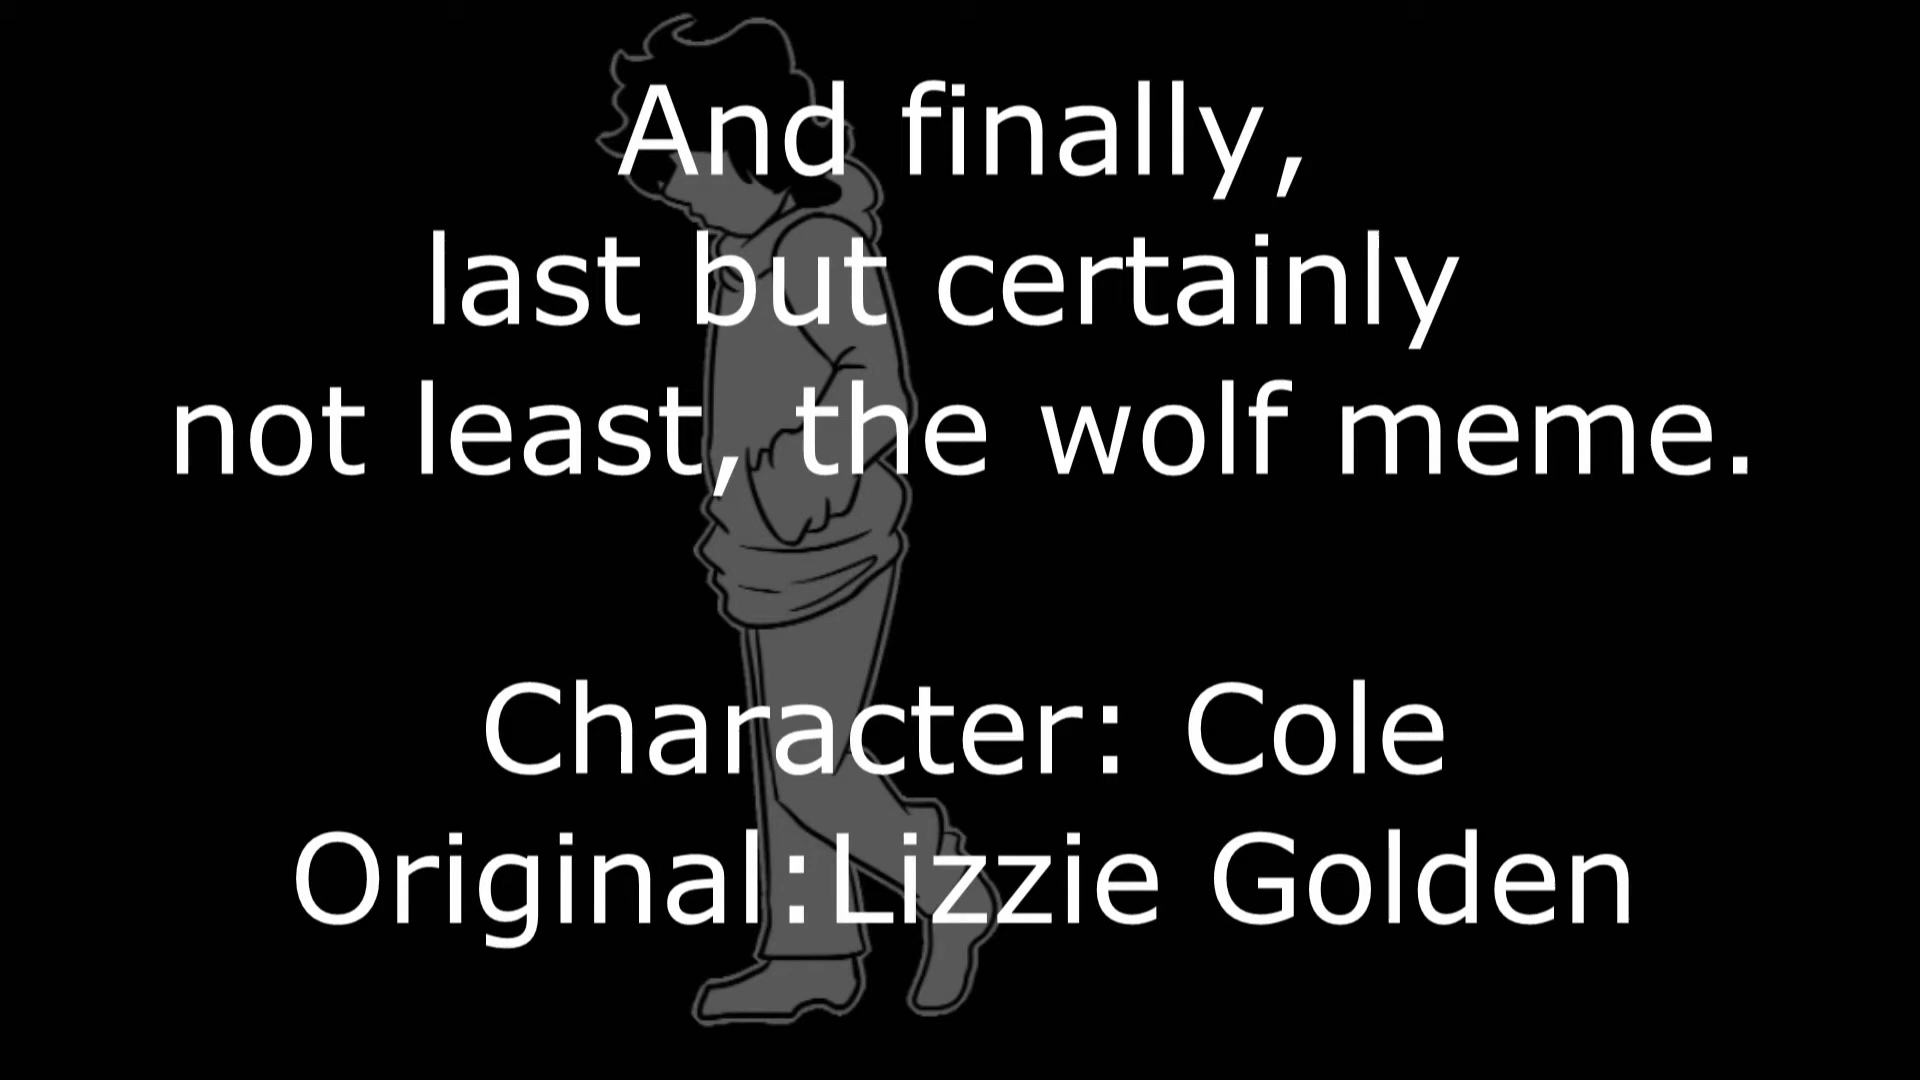 And finally,
last but certainly
not least, the wolf meme.
Character: Cole
Original:Lizzie Golden